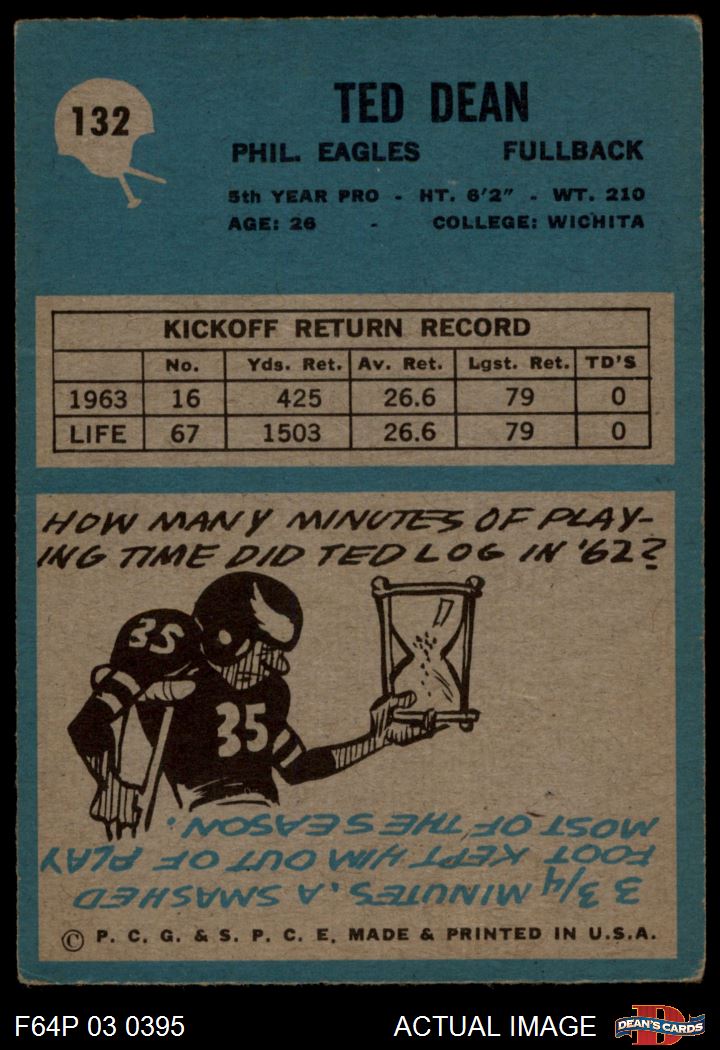 132
TED DEAN
PHIL. EAGLES FULLBACK
5th YEAR PRO - HT. 6'2" - WT. 210
AGE: 26 - COLLEGE: WICHITA
KICKOFF RETURN RECORD
No. Yds. Ret. Av. Ret. Lgst. Ret. TD'S
1963 16 425 26.6 79 0
LIFE 67 1503 26.6 79 0
HOW MANY MINUTES OF PLAY-
ING TIME DID TED LOG IN '62?
35
35
3 3/4 MINUTES. A SMASHED
FOOT KEPT HIM OUT OF PLAY
MOST OF THE SEASON.
© P. C. G. & S. P. C. E. MADE & PRINTED IN U.S.A.
F64P 03 0395 ACTUAL IMAGE D DEAN'S CARDS